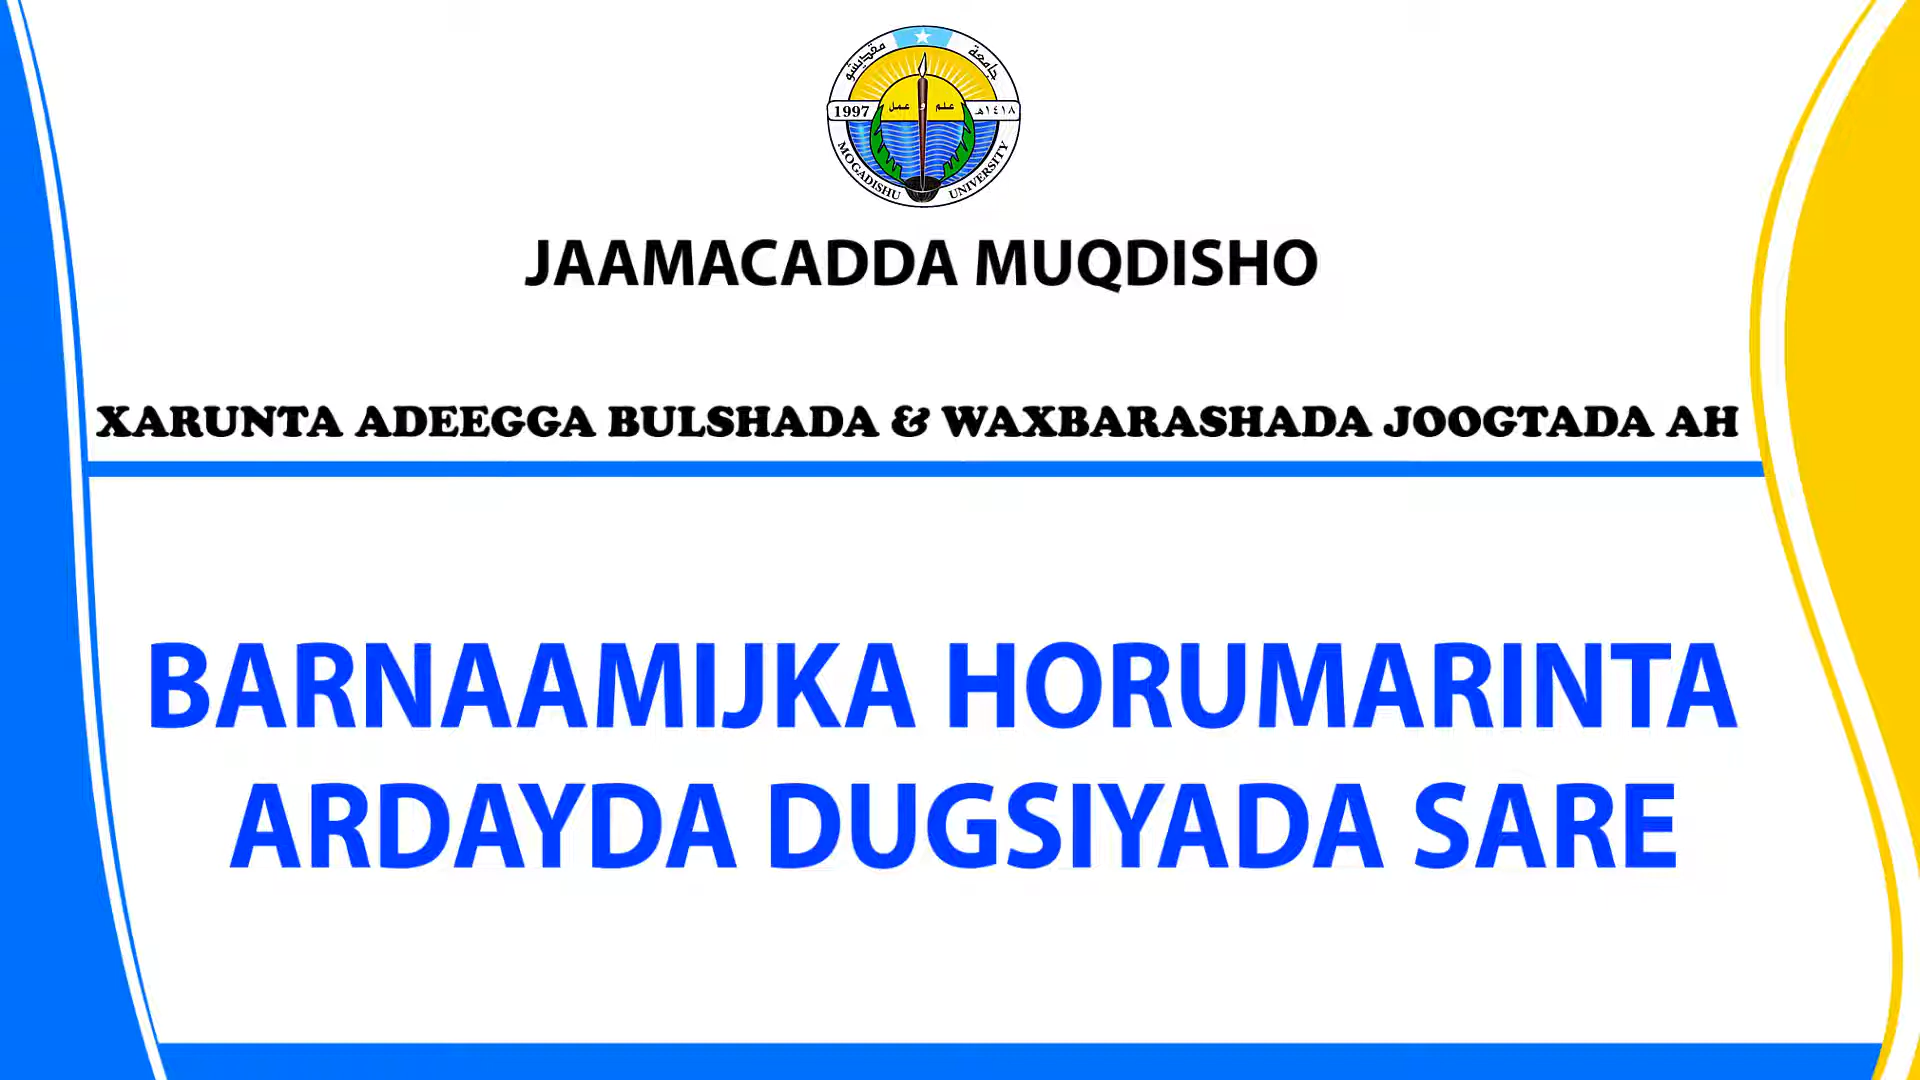 جامعة مقديشو
1997 علم و عمل ١٤١٨هـ
MOGADISHU UNIVERSITY
JAAMACADDA MUQDISHO
XARUNTA ADEEGGA BULSHADA & WAXBARASHADA JOOGTADA AH
BARNAAMIJKA HORUMARINTA
ARDAYDA DUGSIYADA SARE